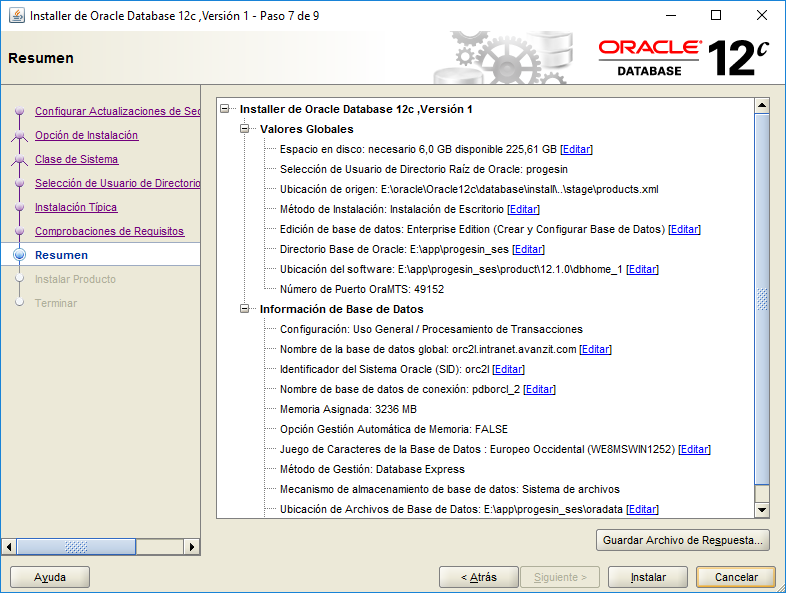 Installer de Oracle Database 12c ,Versión 1 - Paso 7 de 9
Resumen
ORACLE
DATABASE
12c
Configurar Actualizaciones de Sec
Opción de Instalación
Clase de Sistema
Selección de Usuario de Directorio
Instalación Típica
Comprobaciones de Requisitos
Resumen
Instalar Producto
Terminar
Installer de Oracle Database 12c ,Versión 1
Valores Globales
Espacio en disco: necesario 6,0 GB disponible 225,61 GB [Editar]
Selección de Usuario de Directorio Raíz de Oracle: progesin
Ubicación de origen: E:\oracle\Oracle12c\database\install\..\stage\products.xml
Método de Instalación: Instalación de Escritorio [Editar]
Edición de base de datos: Enterprise Edition (Crear y Configurar Base de Datos) [Editar]
Directorio Base de Oracle: E:\app\progesin_ses [Editar]
Ubicación del software: E:\app\progesin_ses\product\12.1.0\dbhome_1 [Editar]
Número de Puerto OraMTS: 49152
Información de Base de Datos
Configuración: Uso General / Procesamiento de Transacciones
Nombre de la base de datos global: orc2l.intranet.avanzit.com [Editar]
Identificador del Sistema Oracle (SID): orc2l [Editar]
Nombre de base de datos de conexión: pdborcl_2 [Editar]
Memoria Asignada: 3236 MB
Opción Gestión Automática de Memoria: FALSE
Juego de Caracteres de la Base de Datos : Europeo Occidental (WE8MSWIN1252) [Editar]
Método de Gestión: Database Express
Mecanismo de almacenamiento de base de datos: Sistema de archivos
Ubicación de Archivos de Base de Datos: E:\app\progesin_ses\oradata [Editar]
Guardar Archivo de Respuesta...
Ayuda
< Atrás
Siguiente >
Instalar
Cancelar